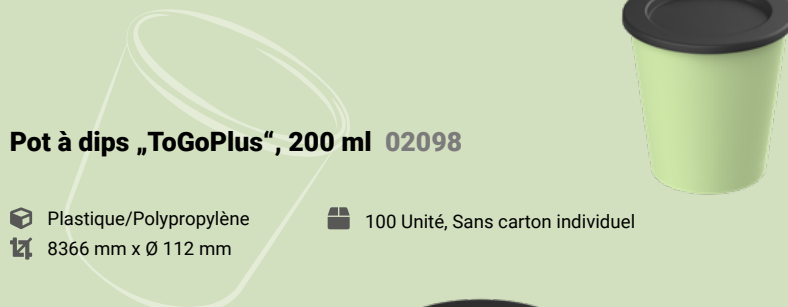 Pot à dips „ToGoPlus“, 200 ml 02098
Plastique/Polypropylène
100 Unité, Sans carton individuel
8366 mm x Ø 112 mm